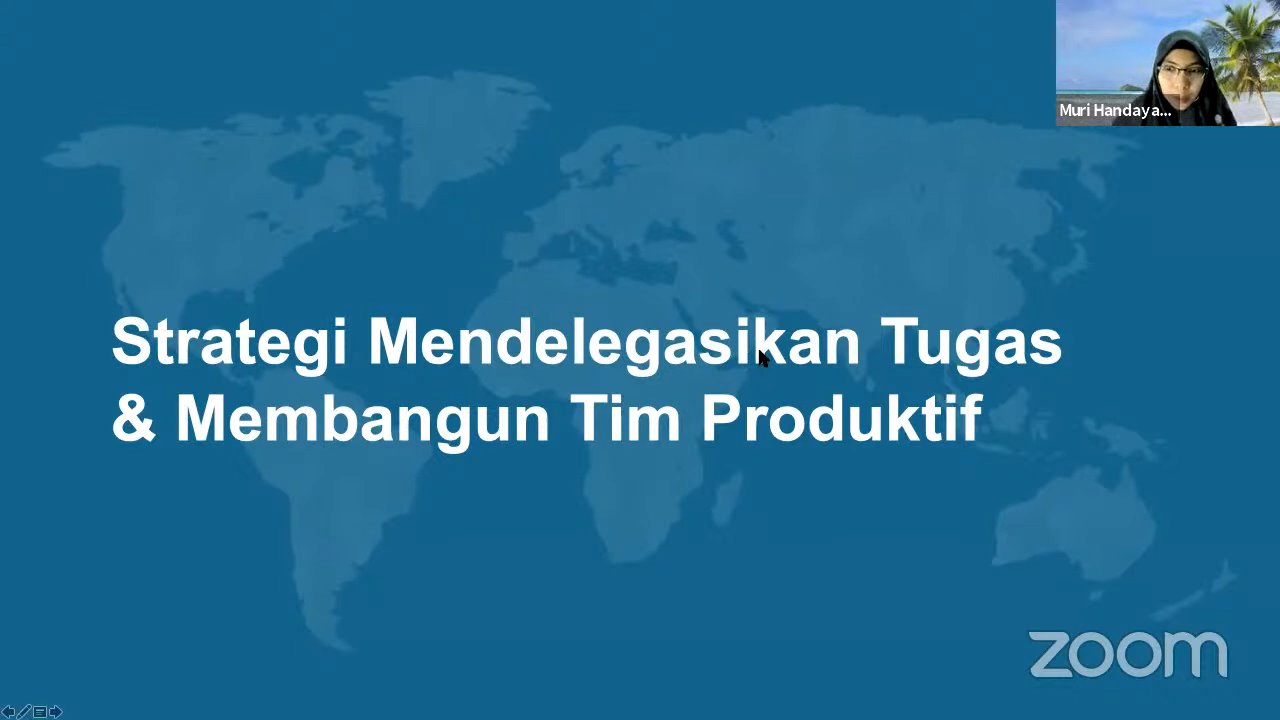 Muri Handaya...
Strategi Mendelegasikan Tugas
& Membangun Tim Produktif
zoom